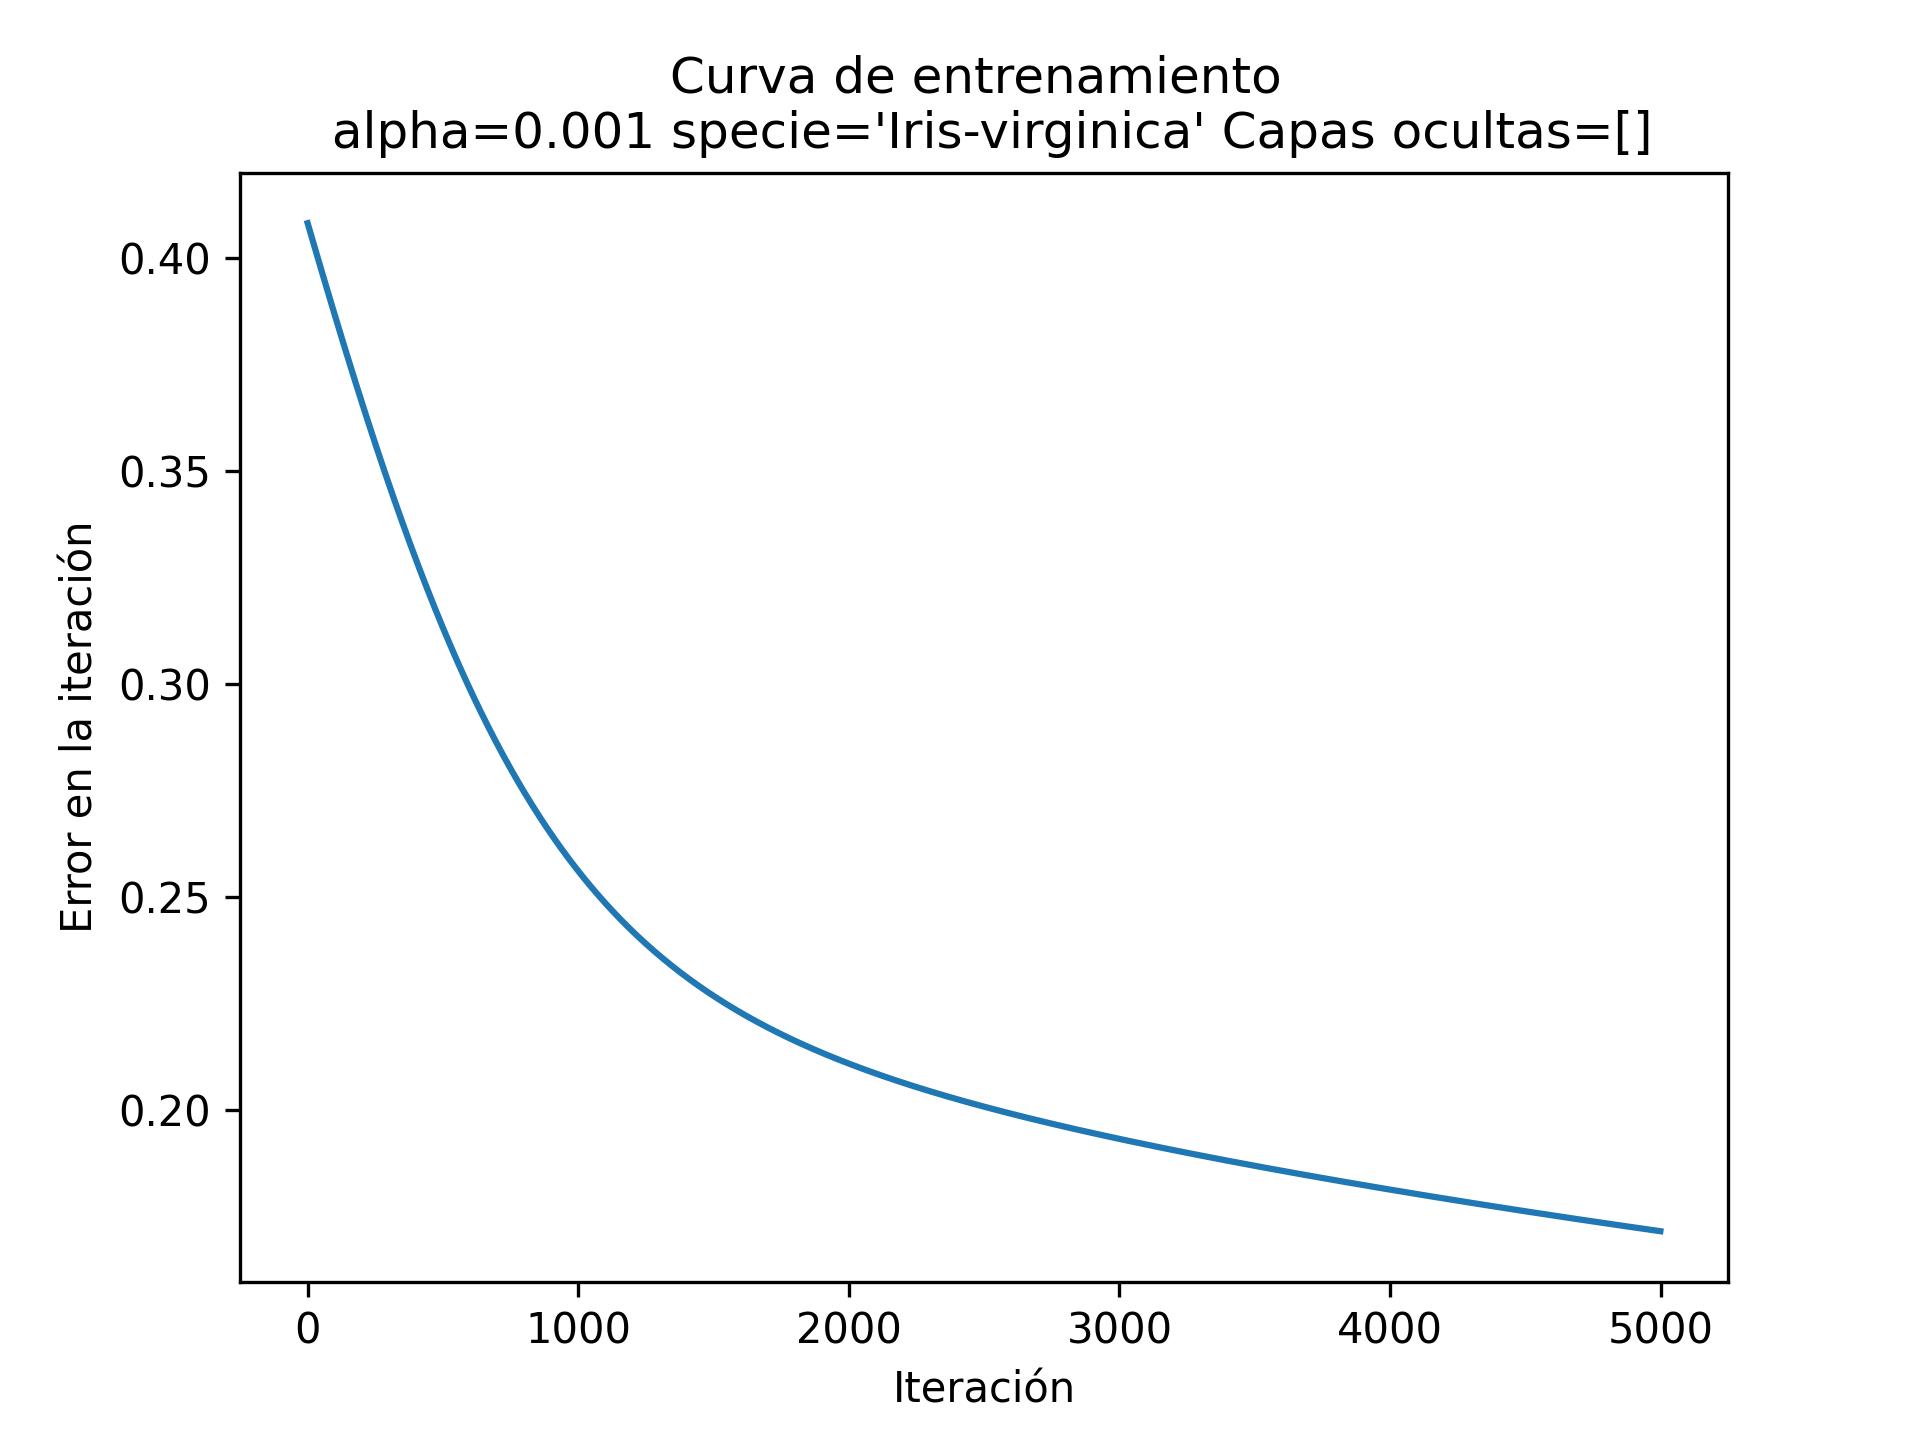 Curva de entrenamiento
alpha=0.001 specie='Iris-virginica' Capas ocultas=[]
Error en la iteración
0.40
0.35
0.30
0.25
0.20
0
1000
2000
3000
4000
5000
Iteración